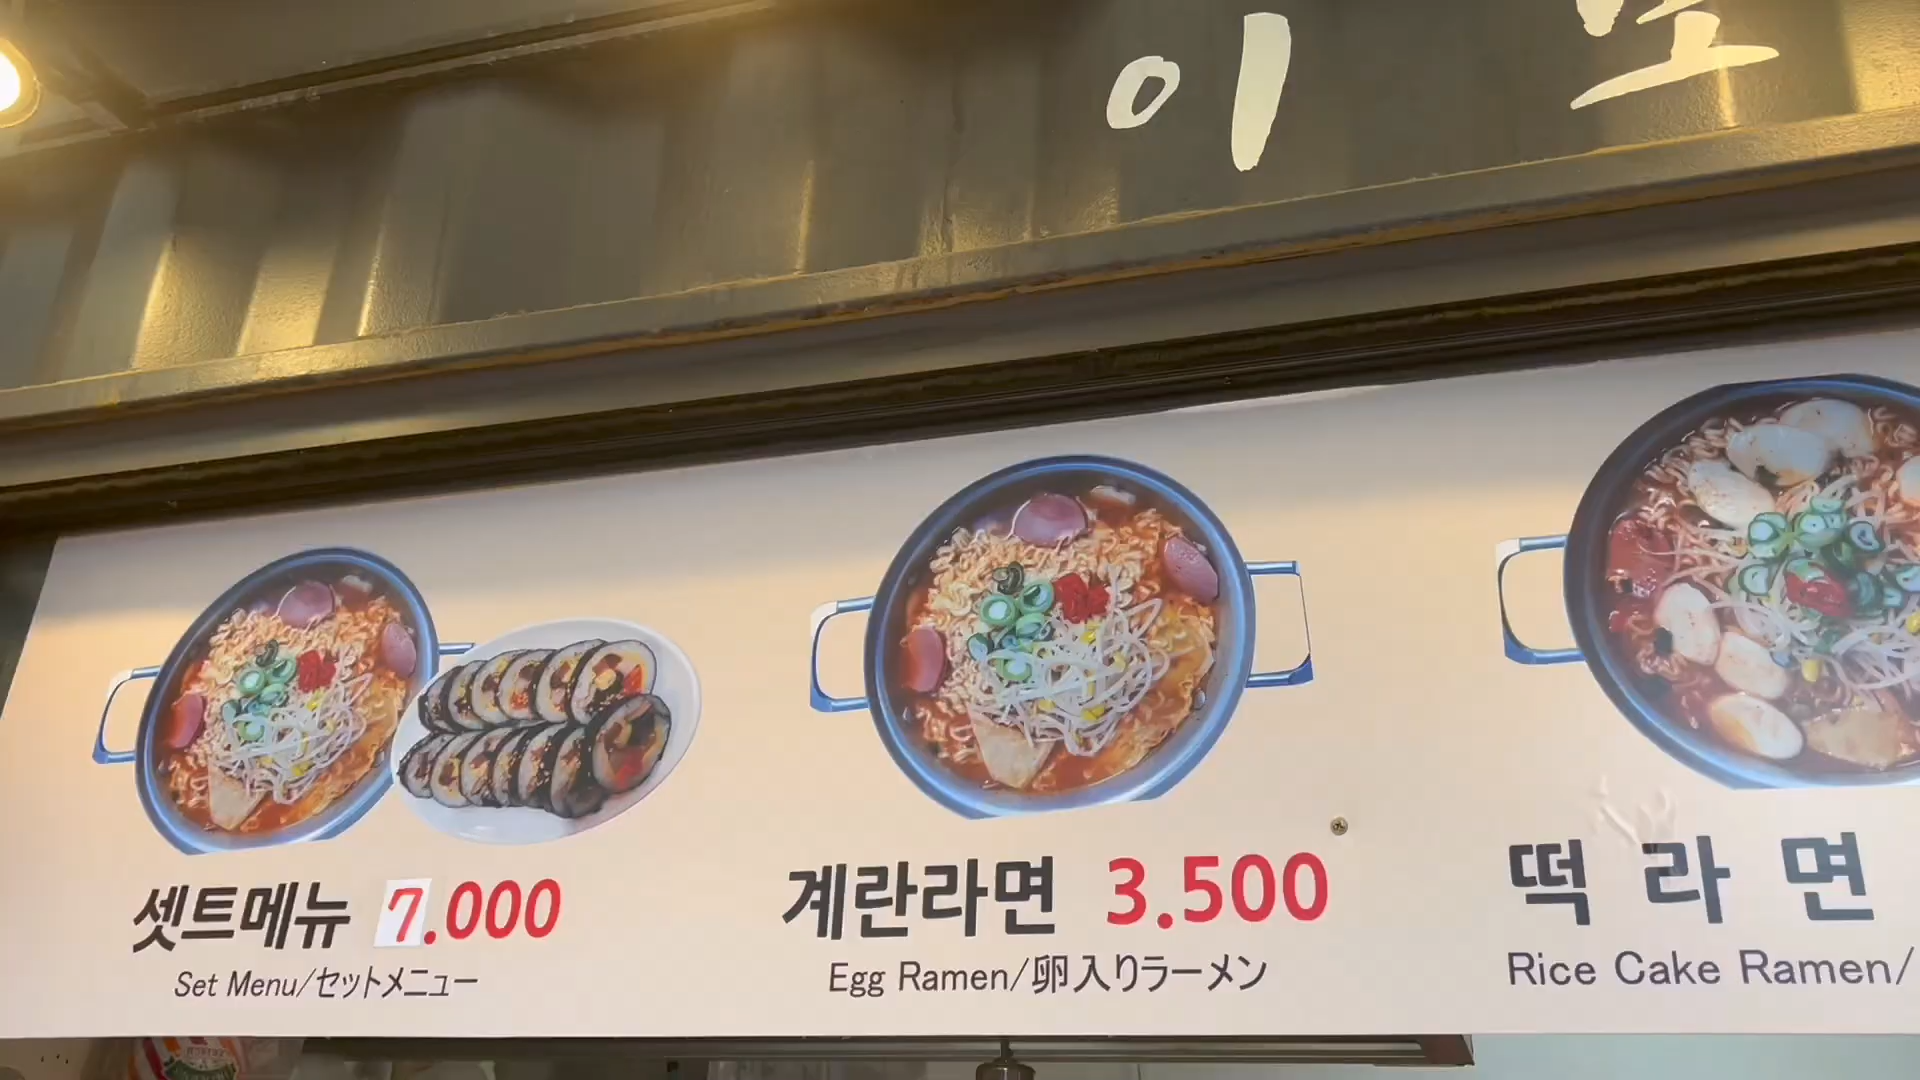 이모
셋트메뉴 7.000
Set Menu/セットメニュー
계란라면 3.500
Egg Ramen/卵入りラーメン
떡라면
Rice Cake Ramen/